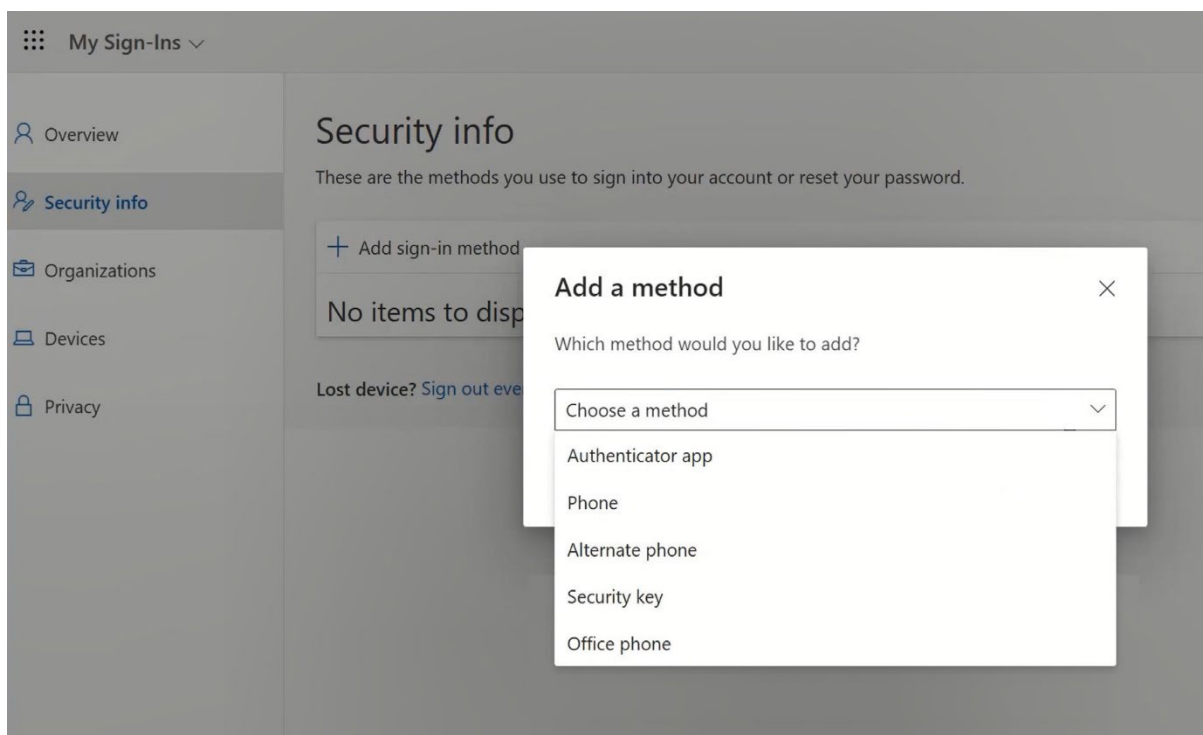 My Sign-Ins
Overview
Security info
Organizations
Devices
Privacy
Security info
These are the methods you use to sign into your account or reset your password.
Add sign-in method
No items to disp
Lost device? Sign out eve
Add a method
Which method would you like to add?
Choose a method
Authenticator app
Phone
Alternate phone
Security key
Office phone